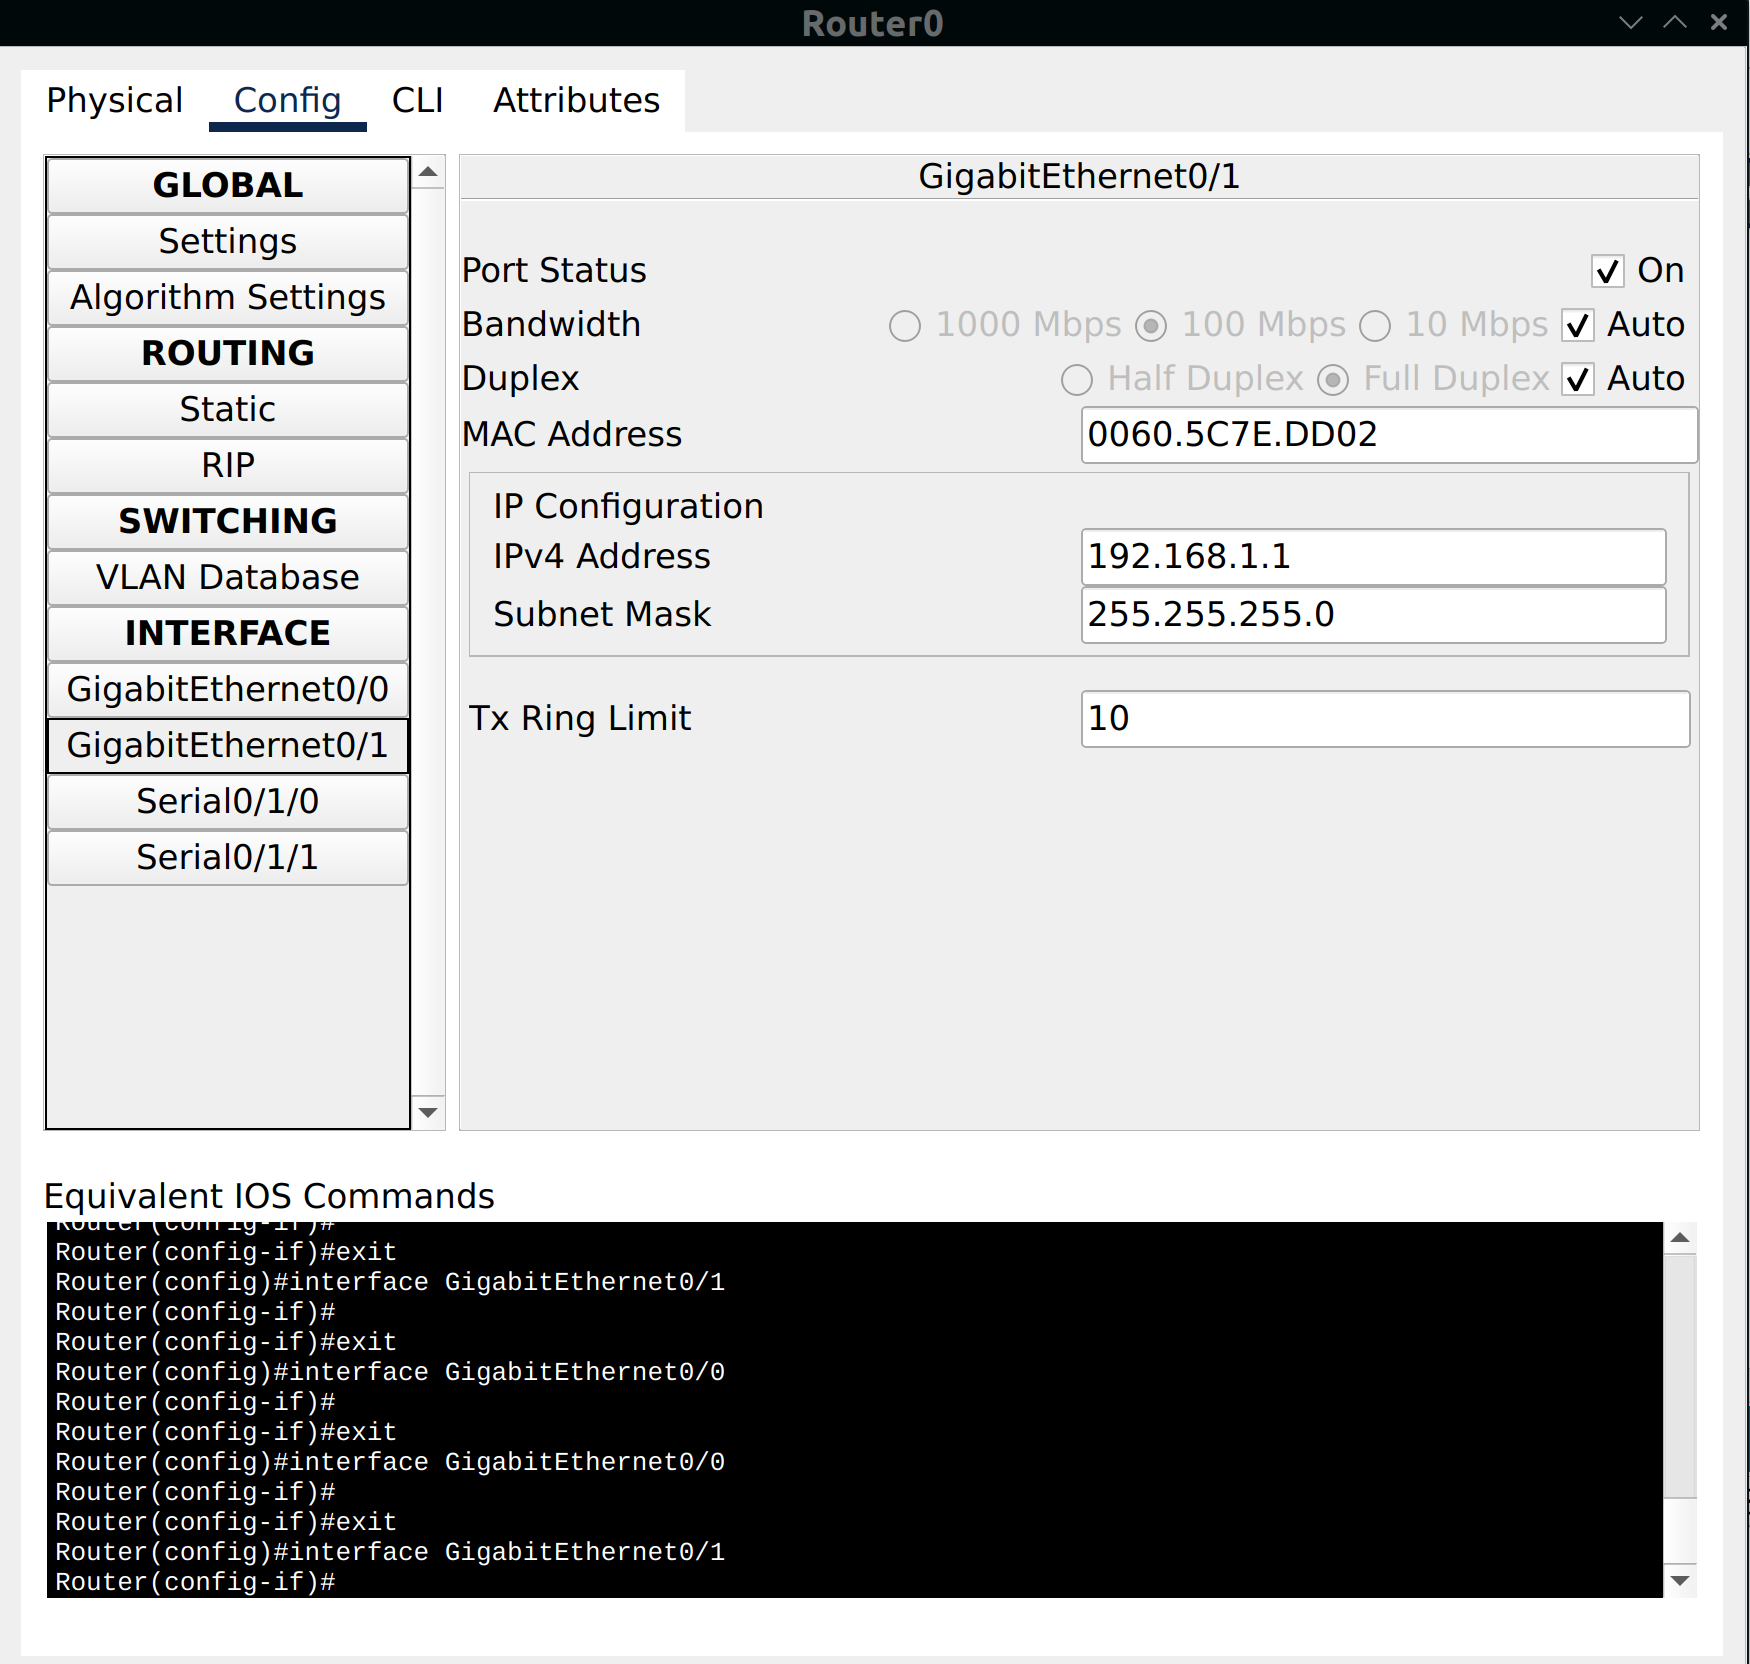 Router0
Physical Config CLI Attributes
GLOBAL
Settings
Algorithm Settings
ROUTING
Static
RIP
SWITCHING
VLAN Database
INTERFACE
GigabitEthernet0/0
GigabitEthernet0/1
Serial0/1/0
Serial0/1/1
GigabitEthernet0/1
Port Status On
Bandwidth 1000 Mbps 100 Mbps 10 Mbps Auto
Duplex Half Duplex Full Duplex Auto
MAC Address 0060.5C7E.DD02
IP Configuration
IPv4 Address 192.168.1.1
Subnet Mask 255.255.255.0
Tx Ring Limit 10
Equivalent IOS Commands
Router(config-if)#
Router(config-if)#exit
Router(config)#interface GigabitEthernet0/1
Router(config-if)#
Router(config-if)#exit
Router(config)#interface GigabitEthernet0/0
Router(config-if)#
Router(config-if)#exit
Router(config)#interface GigabitEthernet0/0
Router(config-if)#
Router(config-if)#exit
Router(config)#interface GigabitEthernet0/1
Router(config-if)#